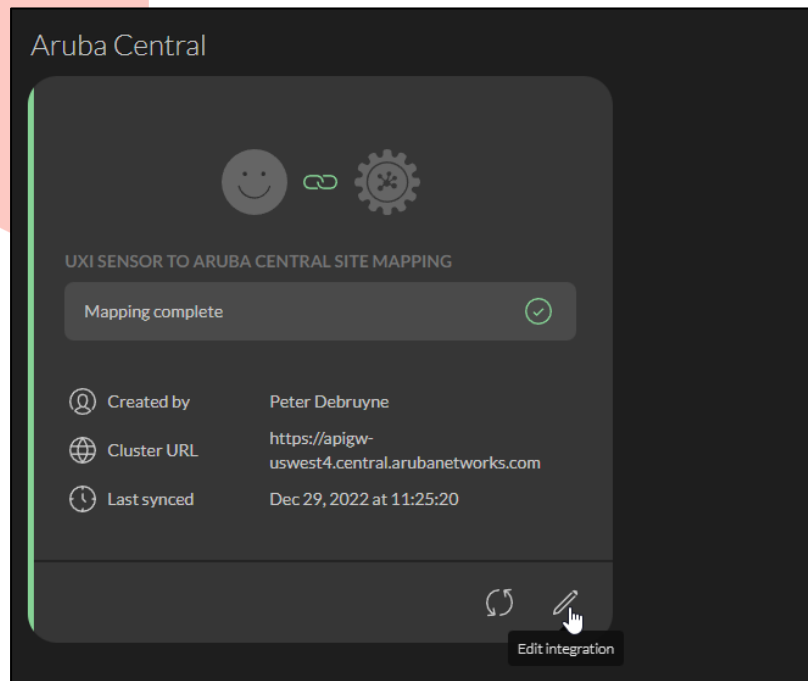 Aruba Central
UXI SENSOR TO ARUBA CENTRAL SITE MAPPING
Mapping complete
Created by Peter Debruyne
Cluster URL https://apigw-
uswest4.central.arubanetworks.com
Last synced Dec 29, 2022 at 11:25:20
Edit integration